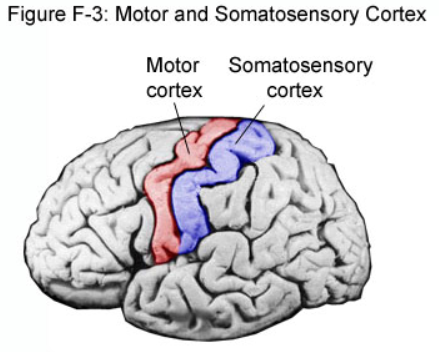 Figure F-3: Motor and Somatosensory Cortex
Motor
cortex
Somatosensory
cortex